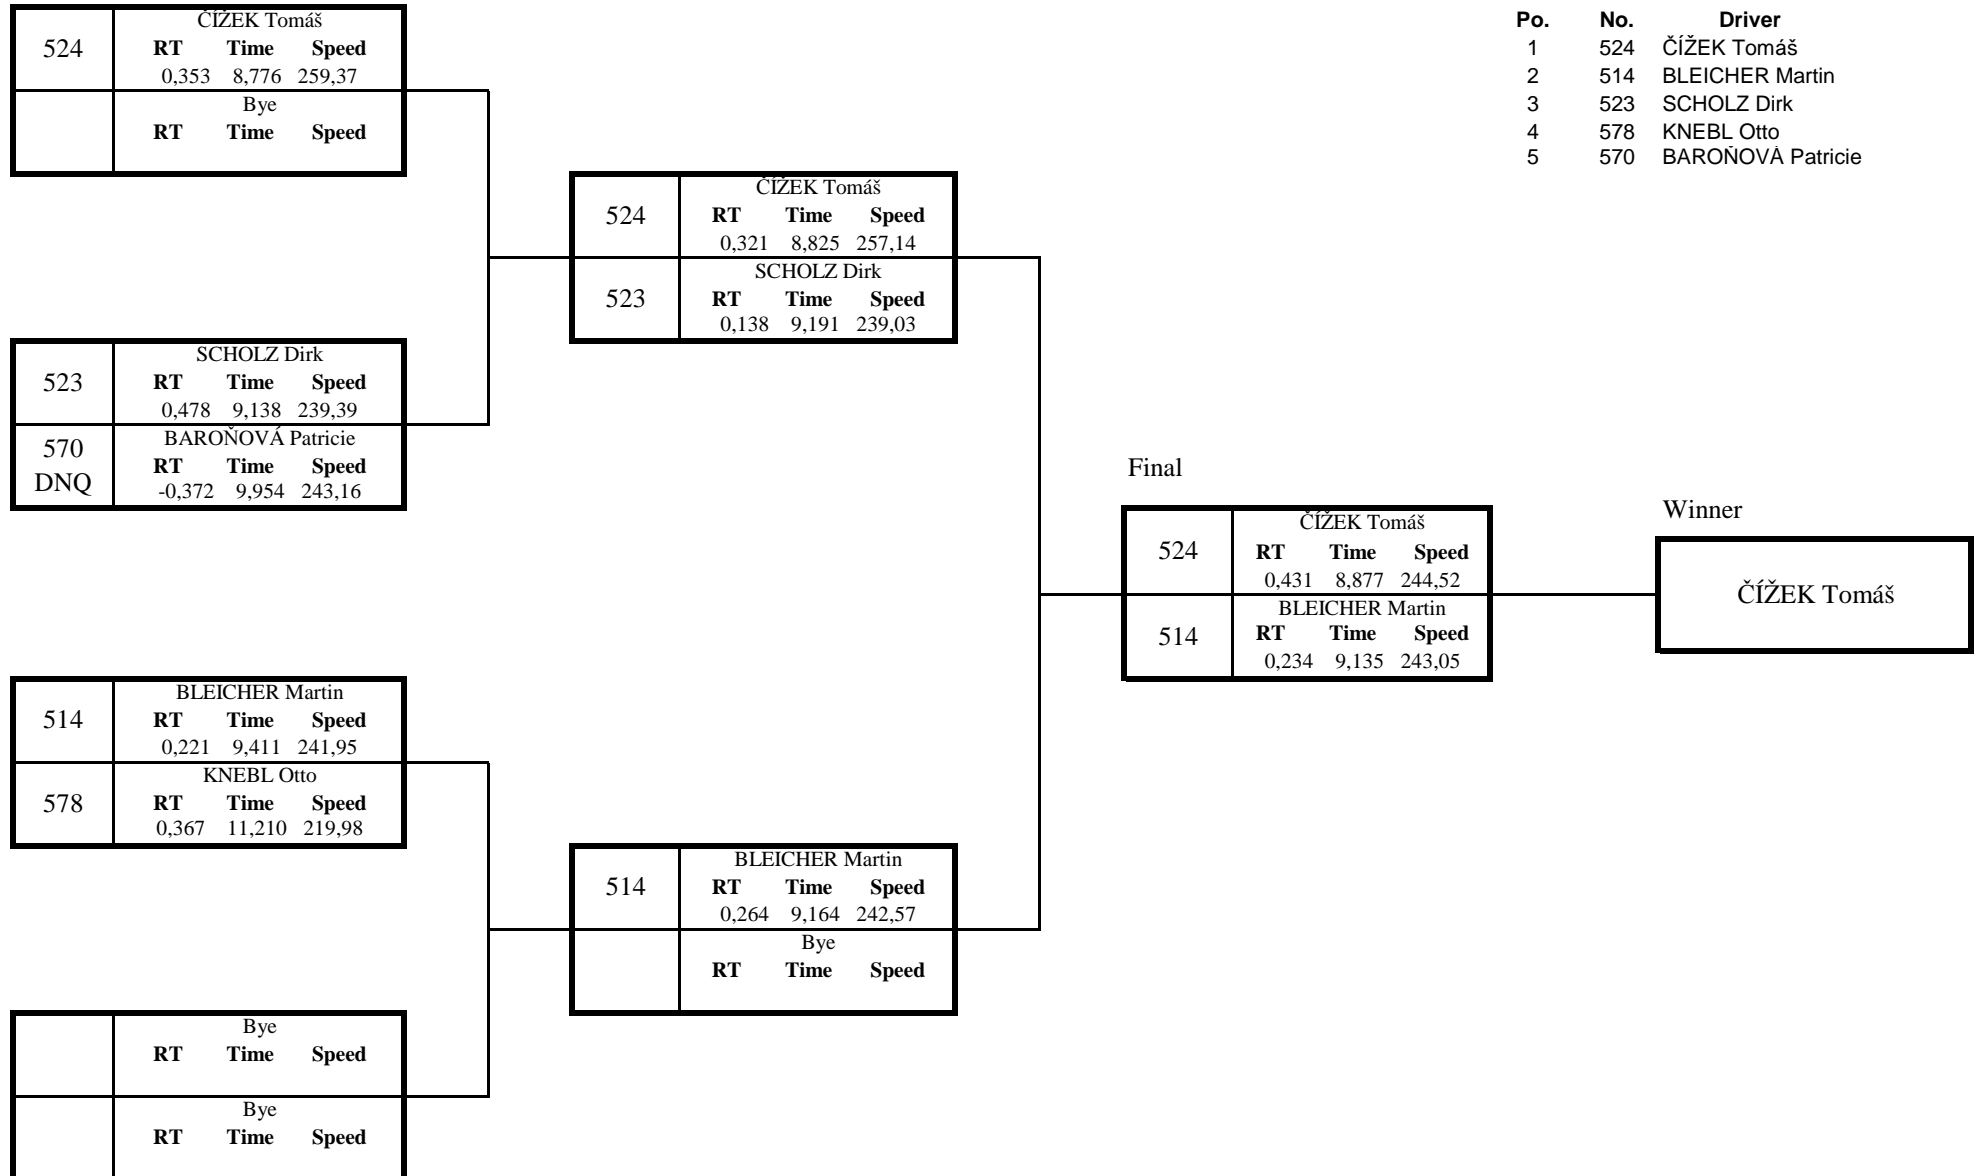 ČÍŽEK Tomáš
524
RT Time Speed
0,353 8,776 259,37
Bye
RT Time Speed
SCHOLZ Dirk
523
RT Time Speed
0,478 9,138 239,39
BAROŇOVÁ Patricie
570
DNQ
RT Time Speed
-0,372 9,954 243,16
BLEICHER Martin
514
RT Time Speed
0,221 9,411 241,95
KNEBL Otto
578
RT Time Speed
0,367 11,210 219,98
Bye
RT Time Speed
Bye
RT Time Speed
ČÍŽEK Tomáš
524
RT Time Speed
0,321 8,825 257,14
SCHOLZ Dirk
523
RT Time Speed
0,138 9,191 239,03
BLEICHER Martin
514
RT Time Speed
0,264 9,164 242,57
Bye
RT Time Speed
Final
ČÍŽEK Tomáš
524
RT Time Speed
0,431 8,877 244,52
BLEICHER Martin
514
RT Time Speed
0,234 9,135 243,05
Winner
ČÍŽEK Tomáš
Po. No. Driver
1 524 ČÍŽEK Tomáš
2 514 BLEICHER Martin
3 523 SCHOLZ Dirk
4 578 KNEBL Otto
5 570 BAROŇOVÁ Patricie